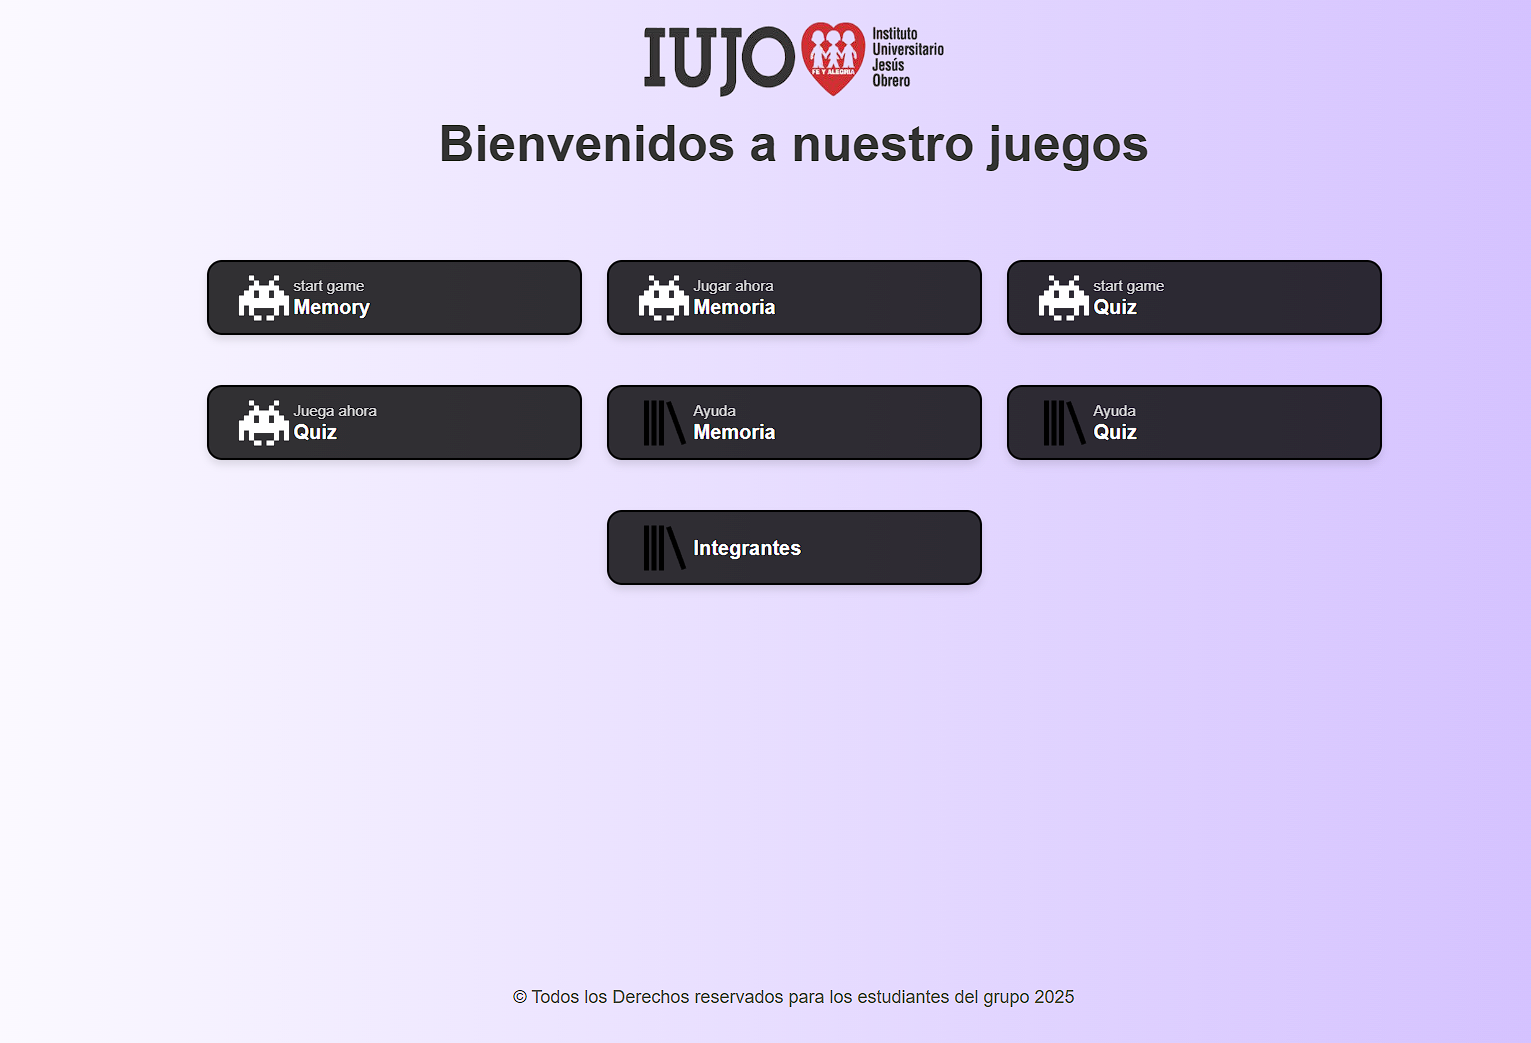 IUJO
FE Y ALEGRIA
Instituto
Universitario
Jesús
Obrero
Bienvenidos a nuestro juegos
start game
Memory
Jugar ahora
Memoria
start game
Quiz
Juega ahora
Quiz
Ayuda
Memoria
Ayuda
Quiz
Integrantes
© Todos los Derechos reservados para los estudiantes del grupo 2025